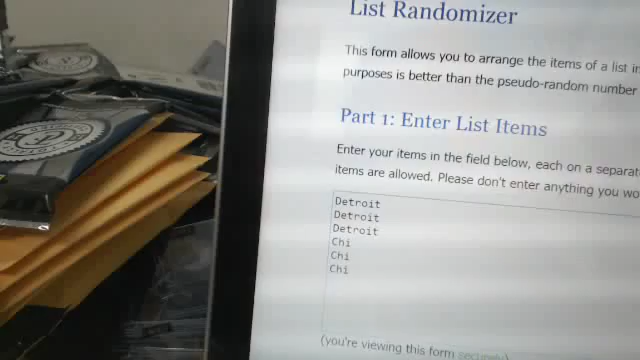 List Randomizer
This form allows you to arrange the items of a list in
purposes is better than the pseudo-random number
Part 1: Enter List Items
Enter your items in the field below, each on a separat
items are allowed. Please don't enter anything you wo
Detroit
Detroit
Detroit
Chi
Chi
Chi
(you're viewing this form securely)